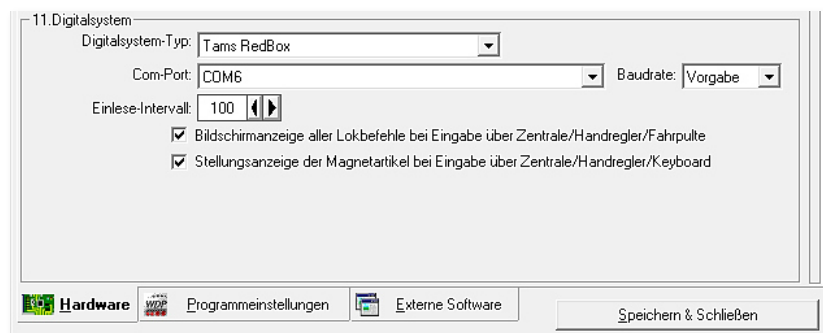 11.Digitalsystem
Digitalsystem-Typ: Tams RedBox
Com-Port: COM6 Baudrate: Vorgabe
Einlese-Intervall: 100
Bildschirmanzeige aller Lokbefehle bei Eingabe über Zentrale/Handregler/Fahrpulte
Stellungsanzeige der Magnetartikel bei Eingabe über Zentrale/Handregler/Keyboard
Hardware WDP Programmeinstellungen Externe Software Speichern & Schließen